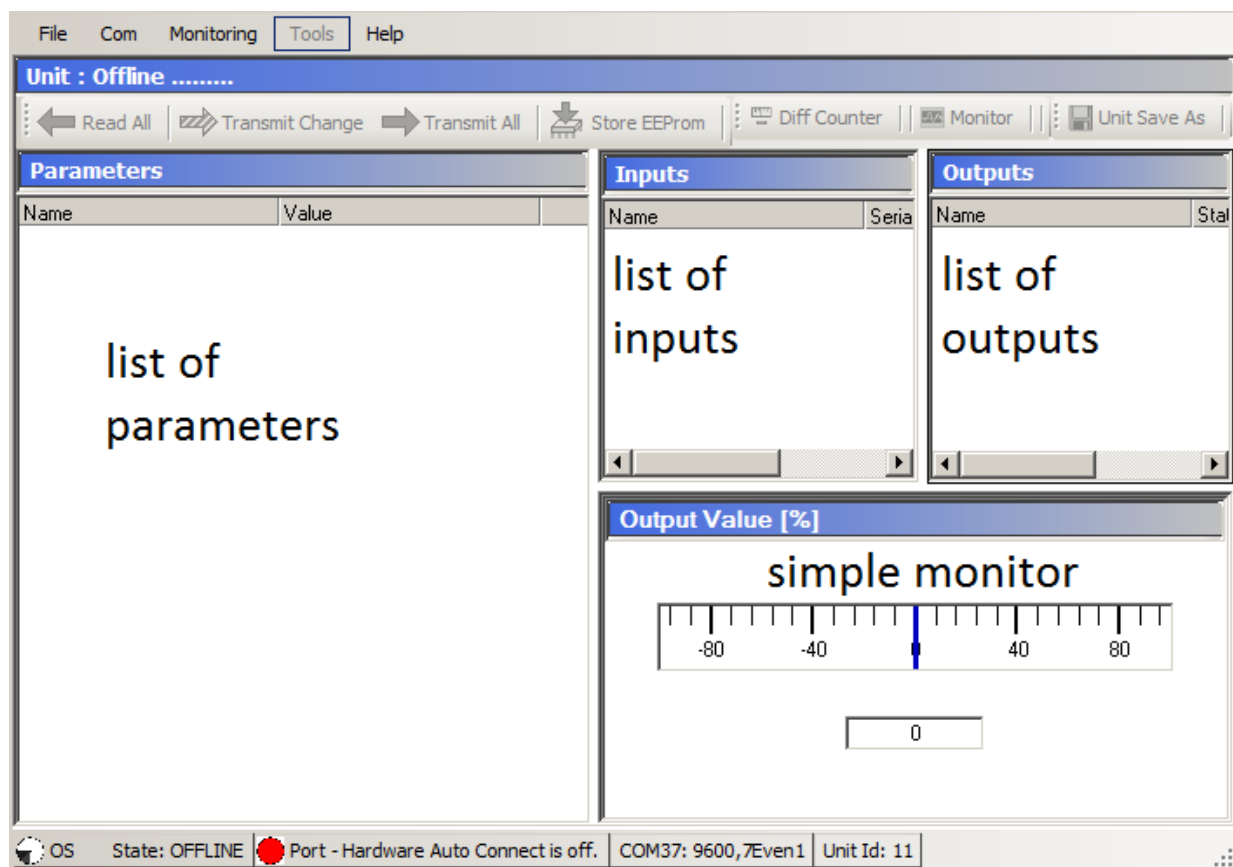 File Com Monitoring Tools Help
Unit : Offline .........
Read All Transmit Change Transmit All Store EEProm Diff Counter Monitor Unit Save As
Parameters
Name Value
list of
parameters
Inputs
Name Seria
list of
inputs
Outputs
Name Stat
list of
outputs
Output Value [%]
simple monitor
-80 -40 0 40 80
0
OS State: OFFLINE Port - Hardware Auto Connect is off. COM37: 9600,7Even1 Unit Id: 11